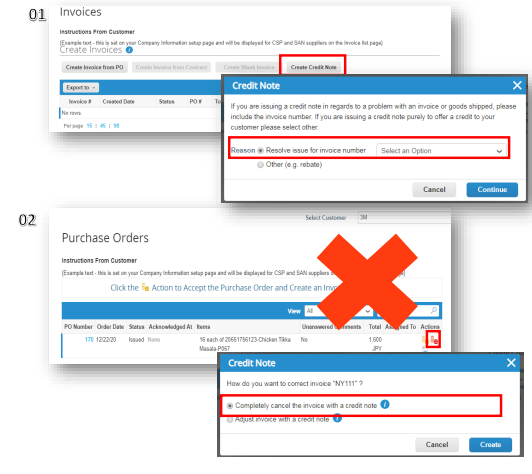 01
Invoices
Instructions From Customer
[Example text - this is set on your Company Information setup page and will be displayed for CSP and SAN suppliers on the Invoice list page]
Create Invoices
Create Invoice from PO Create Invoice from Contract Create Blank Invoice Create Credit Note
Export to
Invoice # Created Date Status PO # To
No rows.
Per page 15 | 45 | 90
Credit Note
If you are issuing a credit note in regards to a problem with an invoice or goods shipped, please
include the invoice number. If you are issuing a credit note purely to offer a credit to your
customer please select other.
Reason Resolve issue for invoice number Select an Option
Other (e.g. rebate)
Cancel Continue
02
Select Customer 3M
Purchase Orders
Instructions From Customer
[Example text - this is set on your Company Information setup page and will be displayed for CSP and SAN suppliers
Click the Action to Accept the Purchase Order and Create an Inv
View All
PO Number Order Date Status Acknowledged At Items Unanswered Comments Total Assigned To Actions
170 12/22/20 Issued None 16 each of 20651756123-Chicken Tikka No 1,600
Masala-P067 JPY
Credit Note
How do you want to correct invoice "NY111" ?
Completely cancel the invoice with a credit note
Adjust invoice with a credit note
Cancel Create